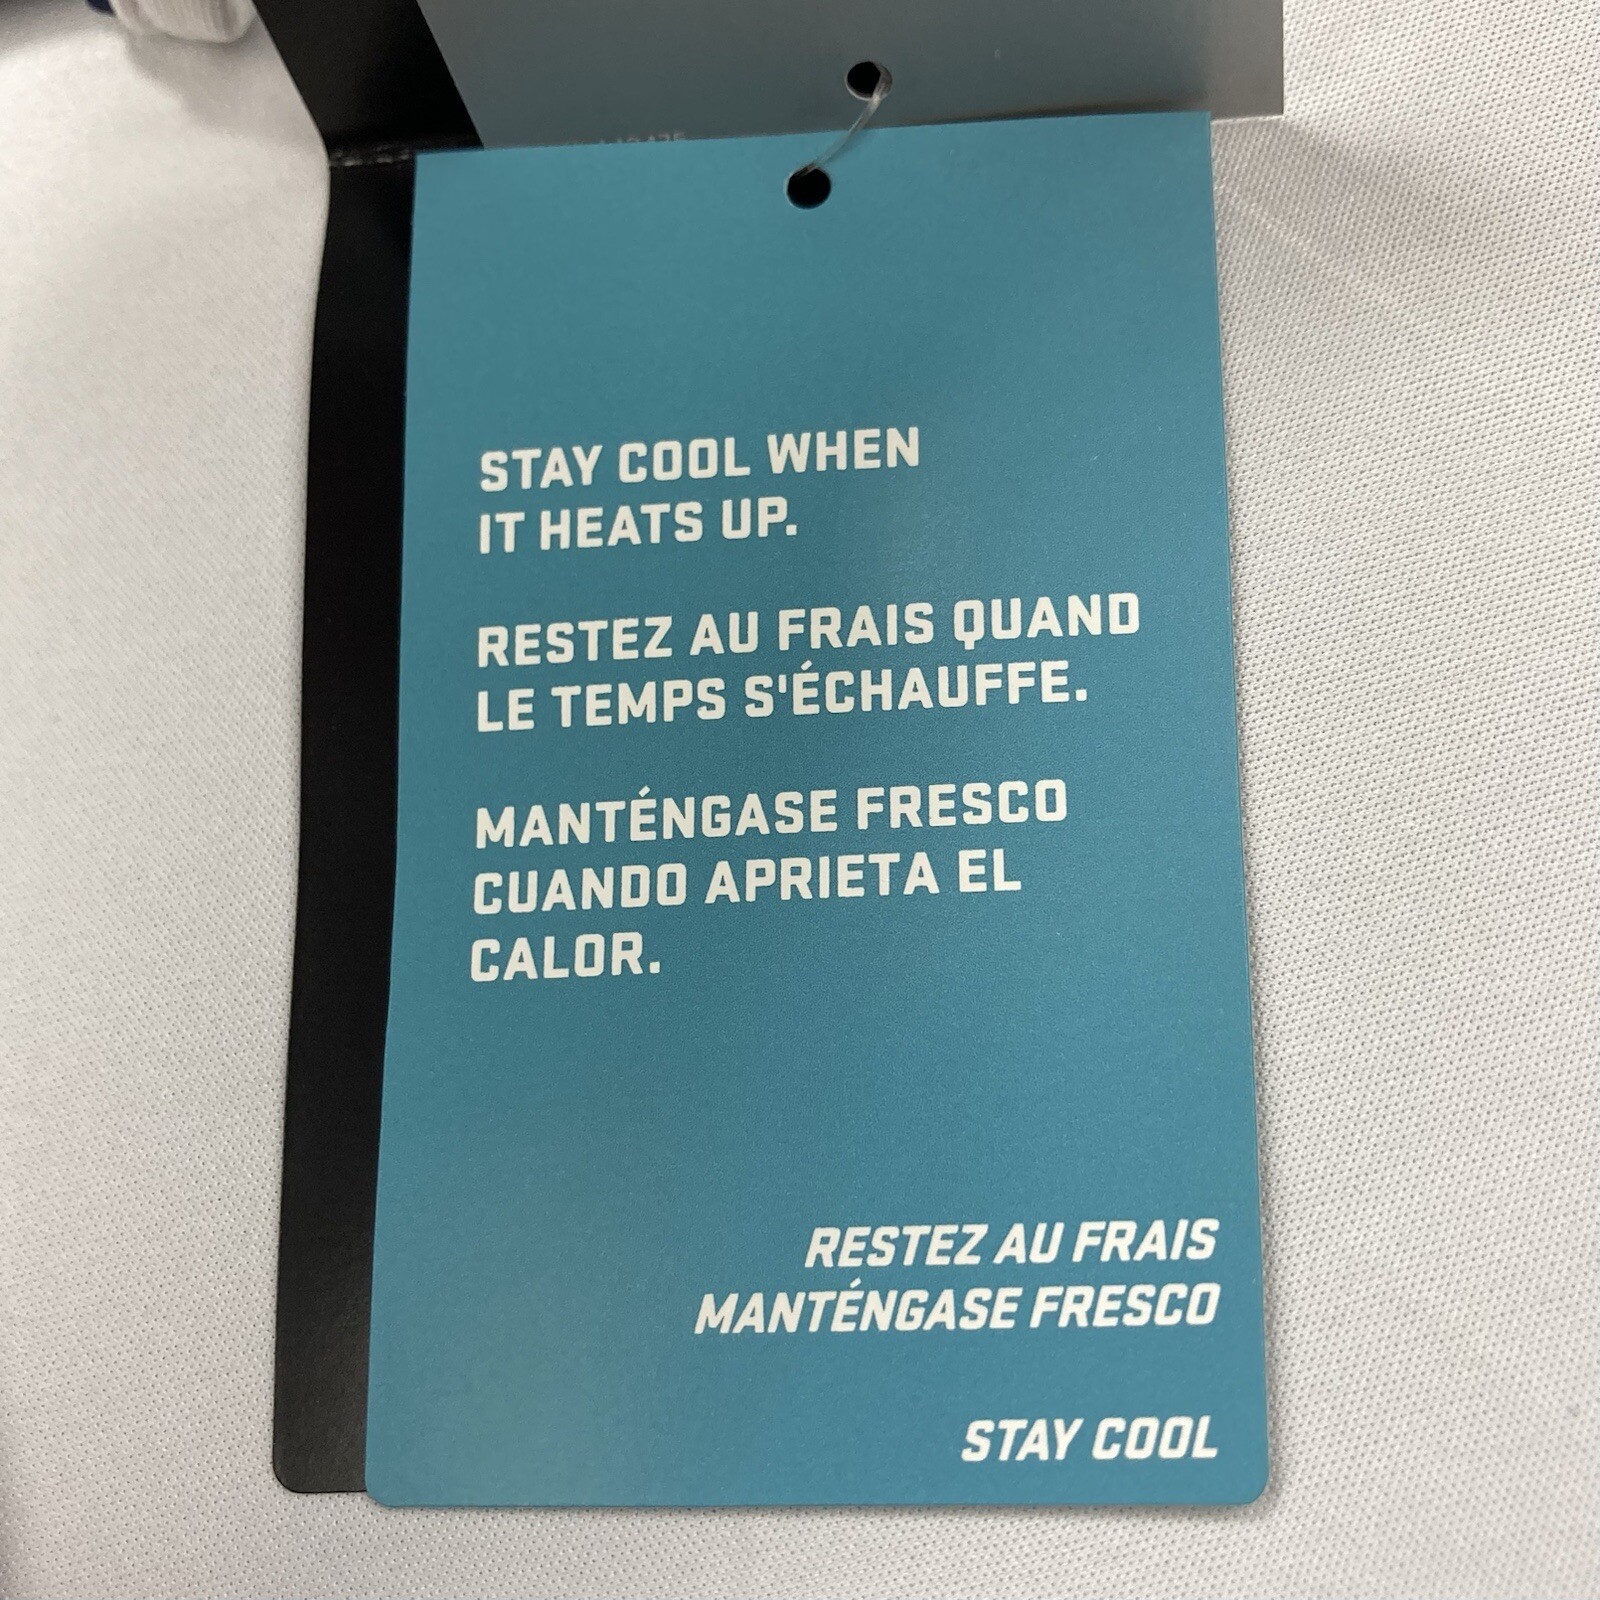 STAY COOL WHEN
IT HEATS UP.
RESTEZ AU FRAIS QUAND
LE TEMPS S'ÉCHAUFFE.
MANTÉNGASE FRESCO
CUANDO APRIETA EL
CALOR.
RESTEZ AU FRAIS
MANTÉNGASE FRESCO
STAY COOL